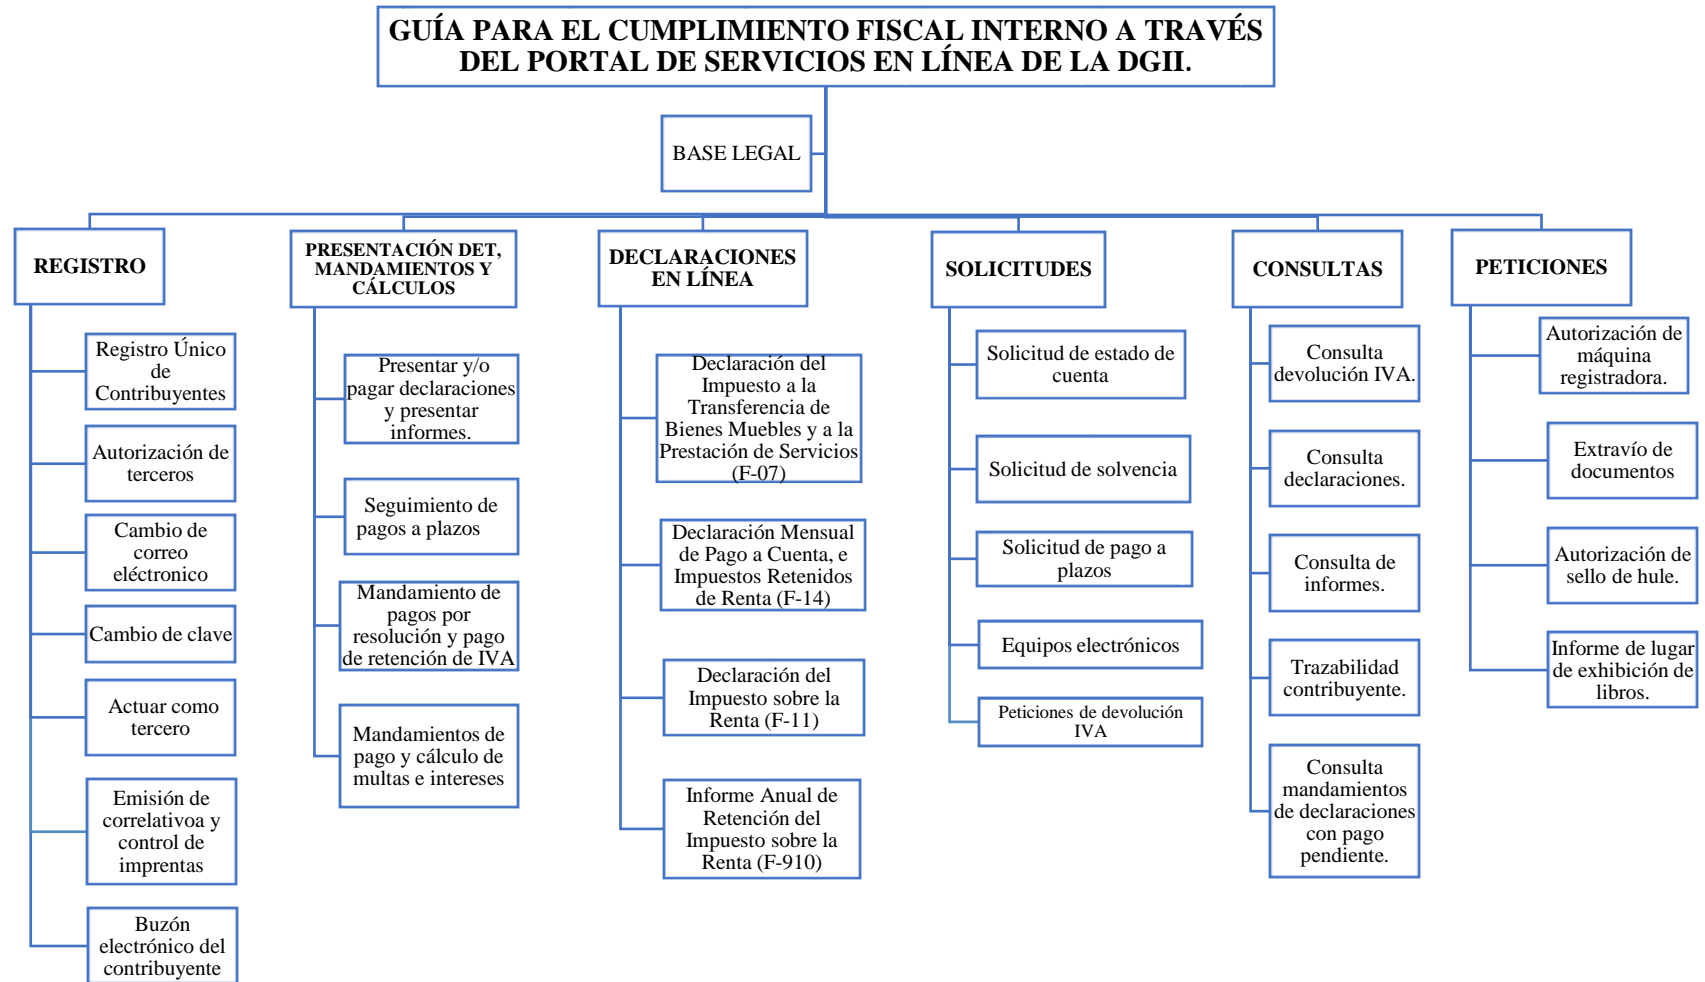 GUÍA PARA EL CUMPLIMIENTO FISCAL INTERNO A TRAVÉS
DEL PORTAL DE SERVICIOS EN LÍNEA DE LA DGII.
BASE LEGAL
REGISTRO
Registro Único
de
Contribuyentes
Autorización de
terceros
Cambio de
correo
eléctronico
Cambio de clave
Actuar como
tercero
Emisión de
correlativoa y
control de
imprentas
Buzón
electrónico del
contribuyente
PRESENTACIÓN DET,
MANDAMIENTOS Y
CÁLCULOS
Presentar y/o
pagar declaraciones
y presentar
informes.
Seguimiento de
pagos a plazos
Mandamiento de
pagos por
resolución y pago
de retención de IVA
Mandamientos de
pago y cálculo de
multas e intereses
DECLARACIONES
EN LÍNEA
Declaración del
Impuesto a la
Transferencia de
Bienes Muebles y a la
Prestación de Servicios
(F-07)
Declaración Mensual
de Pago a Cuenta, e
Impuestos Retenidos
de Renta (F-14)
Declaración del
Impuesto sobre la
Renta (F-11)
Informe Anual de
Retención del
Impuesto sobre la
Renta (F-910)
SOLICITUDES
Solicitud de estado de
cuenta
Solicitud de solvencia
Solicitud de pago a
plazos
Equipos electrónicos
Peticiones de devolución
IVA
CONSULTAS
Consulta
devolución IVA.
Consulta
declaraciones.
Consulta de
informes.
Trazabilidad
contribuyente.
Consulta
mandamientos
de declaraciones
con pago
pendiente.
PETICIONES
Autorización de
máquina
registradora.
Extravío de
documentos
Autorización de
sello de hule.
Informe de lugar
de exhibición de
libros.